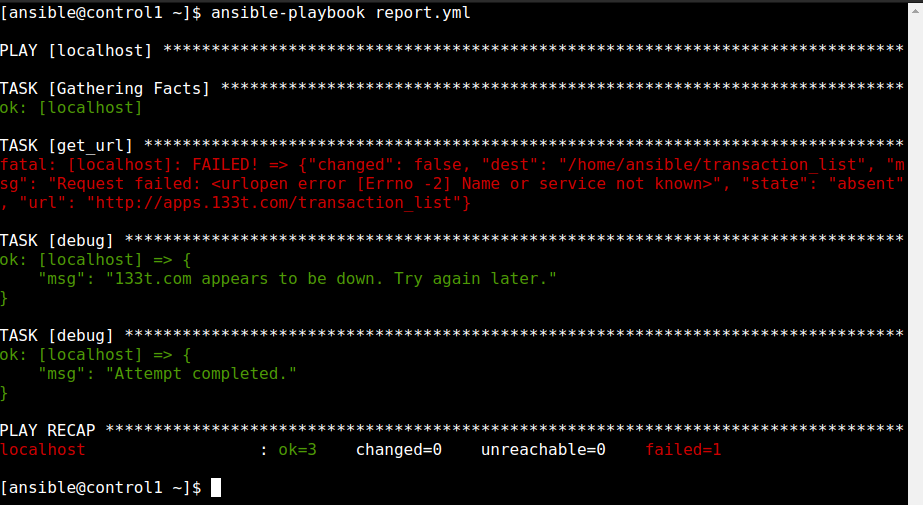 [ansible@control1 ~]$ ansible-playbook report.yml
PLAY [localhost] *****************************************************************************
TASK [Gathering Facts] ***********************************************************************
ok: [localhost]
TASK [get_url] *******************************************************************************
fatal: [localhost]: FAILED! => {"changed": false, "dest": "/home/ansible/transaction_list", "m
sg": "Request failed: <urlopen error [Errno -2] Name or service not known>", "state": "absent"
, "url": "http://apps.133t.com/transaction_list"}
TASK [debug] *********************************************************************************
ok: [localhost] => {
    "msg": "133t.com appears to be down. Try again later."
}
TASK [debug] *********************************************************************************
ok: [localhost] => {
    "msg": "Attempt completed."
}
PLAY RECAP ***********************************************************************************
localhost                  : ok=3    changed=0    unreachable=0    failed=1
[ansible@control1 ~]$